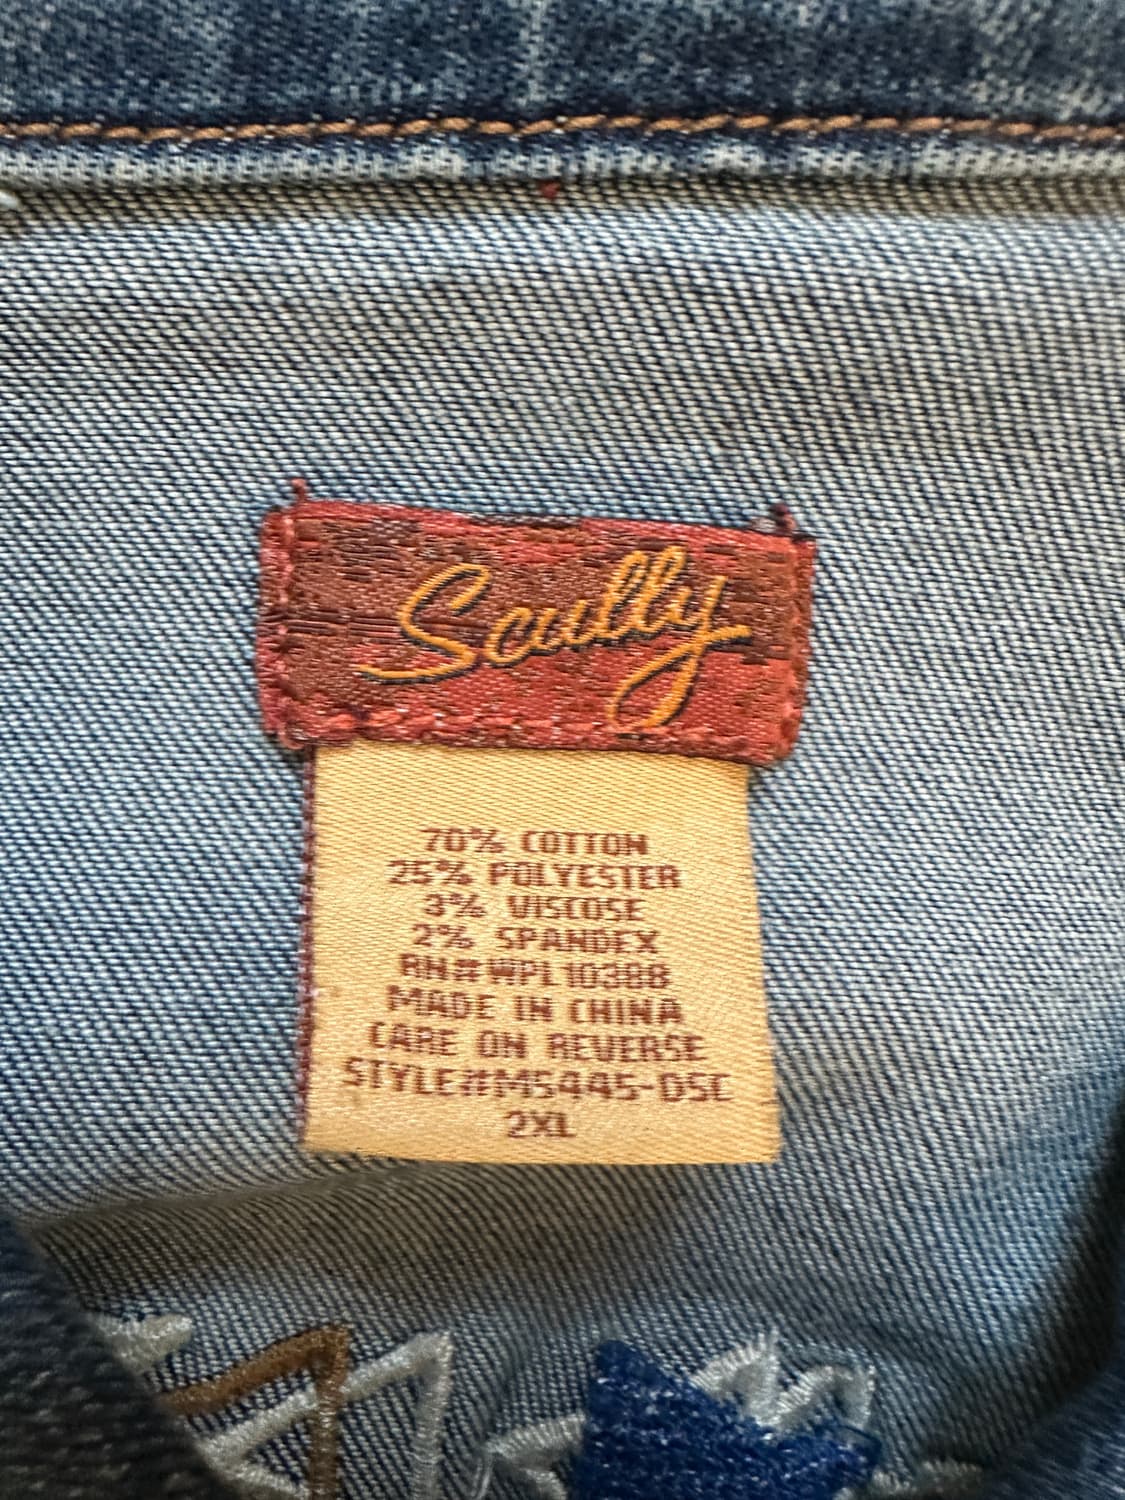 Scully
70% COTTON
25% POLYESTER
3% VISCOSE
2% SPANDEX
RN#WPL10388
MADE IN CHINA
CARE ON REVERSE
STYLE#MS445-DSC
2XL